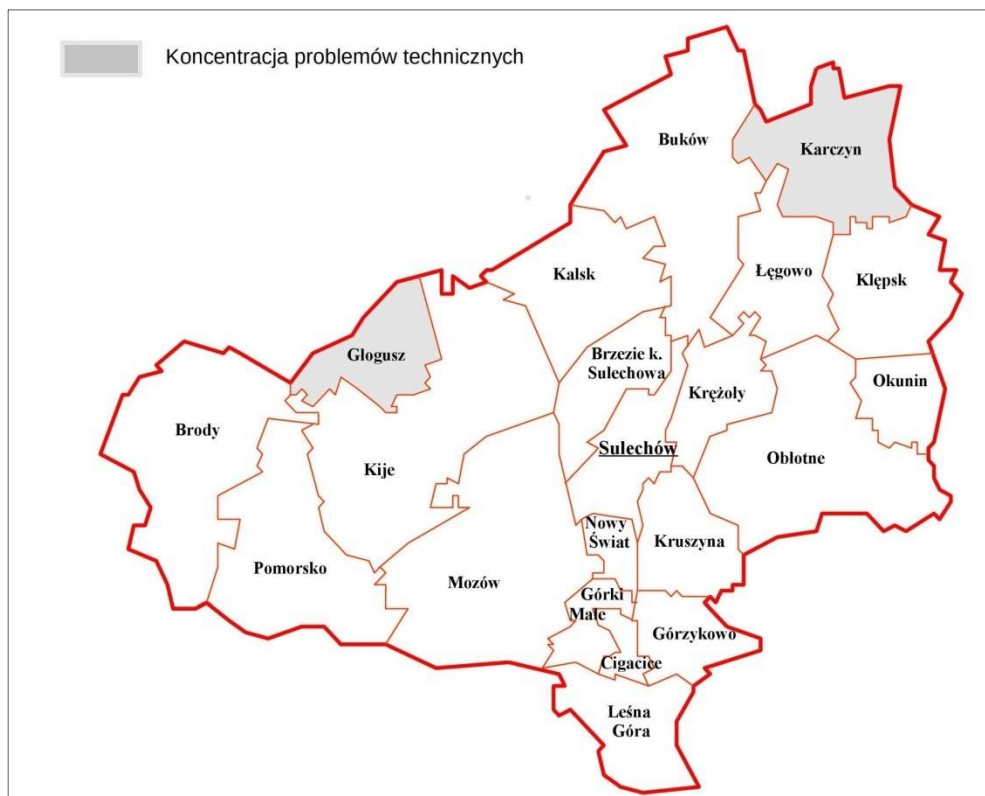 Koncentracja problemów technicznych
Buków
Karczyn
Kalsk
Łęgowo
Klępsk
Glogusz
Brzezie k.
Sulechowa
Okunin
Krężoły
Brody
Sulechów
Obłotne
Kije
Nowy
Świat
Kruszyna
Pomorsko
Mozów
Górki
Małe
Górzykowo
Cigacice
Leśna
Góra